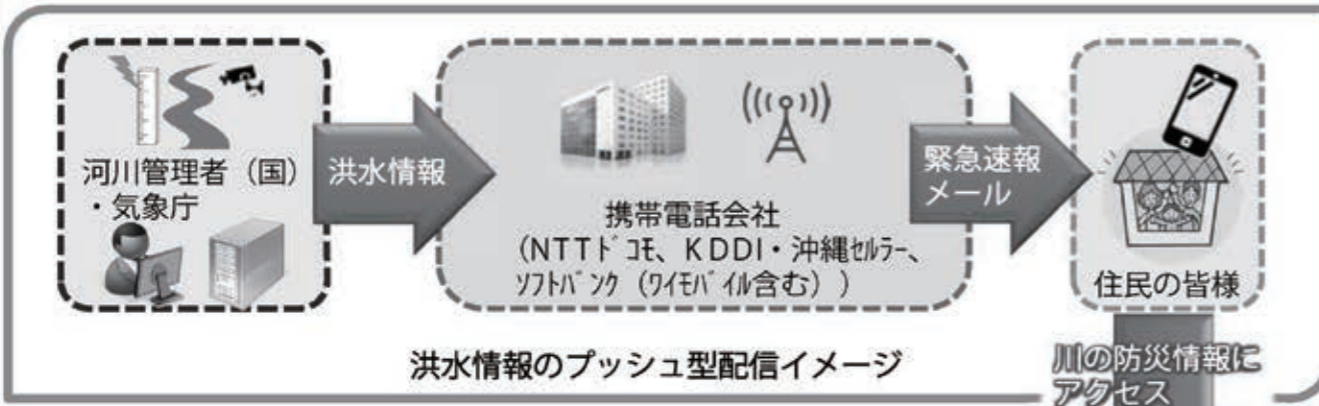 河川管理者（国）
・気象庁
洪水情報
携帯電話会社
（NTTﾄﾞｺﾓ、KDDI・沖縄ｾﾙﾗｰ、
ｿﾌﾄﾊﾞﾝｸ（ﾜｲﾓﾊﾞｲﾙ含む））
緊急速報
メール
住民の皆様
洪水情報のプッシュ型配信イメージ
川の防災情報に
アクセス